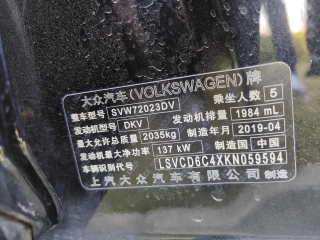 大众汽车(VOLKSWAGEN)牌
整车型号 SVW72023DV 乘坐人数 5
发动机型号 DKV 发动机排量 1984 mL
最大允许总质量 2035kg 制造年月 2019-04
发动机最大净功率 137 kW 制造国 中国
车辆识别代号 LSVCD6C4XKN059594
上汽大众汽车有限公司 制造